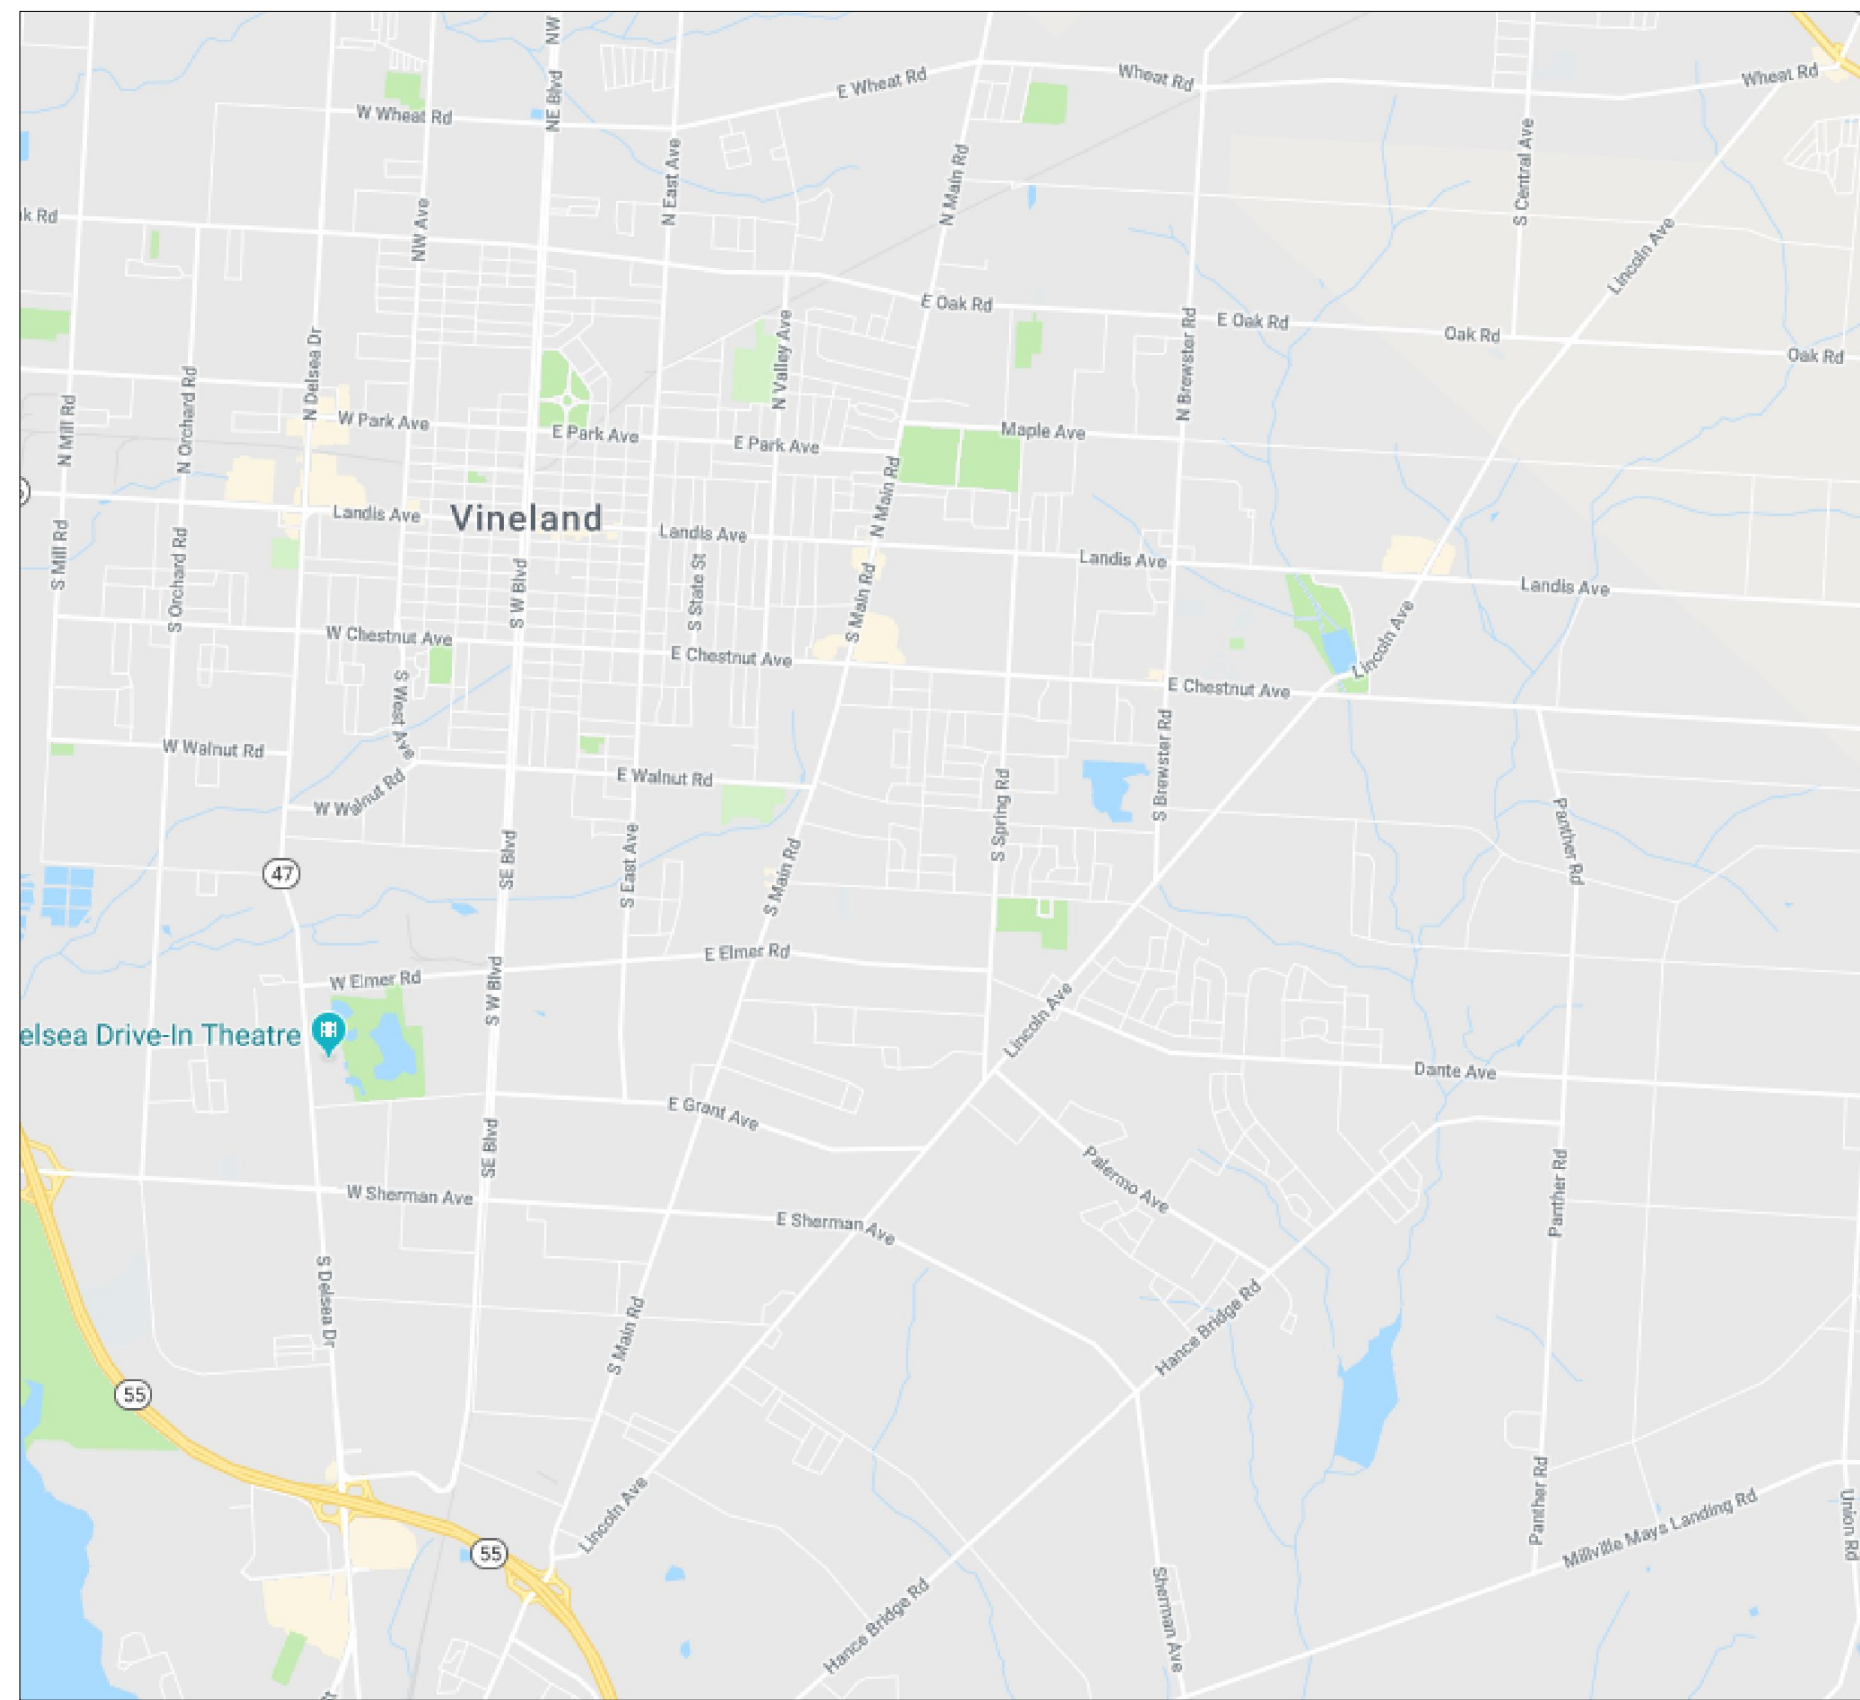 NW
E Wheat Rd
Wheat Rd
Wheat Rd
W Wheat Rd
NE Blvd
N East Ave
N Main Rd
S Central Ave
NW Ave
k Rd
Lincoln Ave
E Oak Rd
E Oak Rd
Oak Rd
Oak Rd
N Delsea Dr
N Valley Ave
N Brewster Rd
N Mill Rd
N Orchard Rd
W Park Ave
E Park Ave
E Park Ave
Maple Ave
N Main Rd
Landis Ave
Vineland
Landis Ave
Landis Ave
Landis Ave
S Mill Rd
S Orchard Rd
S W Blvd
S State St
S Main Rd
Lincoln Ave
W Chestnut Ave
E Chestnut Ave
E Chestnut Ave
S West Ave
W Walnut Rd
W Walnut Rd
E Walnut Rd
S Brewster Rd
S Spring Rd
Panther Rd
SE Blvd
S East Ave
S Main Rd
47
W Elmer Rd
E Elmer Rd
S W Blvd
Lincoln Ave
elsea Drive-In Theatre
Dante Ave
E Grant Ave
SE Blvd
Palermo Ave
Panther Rd
W Sherman Ave
E Sherman Ave
S Delsea Dr
S Main Rd
Hance Bridge Rd
55
Lincoln Ave
55
Panther Rd
Millville Mays Landing Rd
Union Rd
Hance Bridge Rd
Sherman Ave